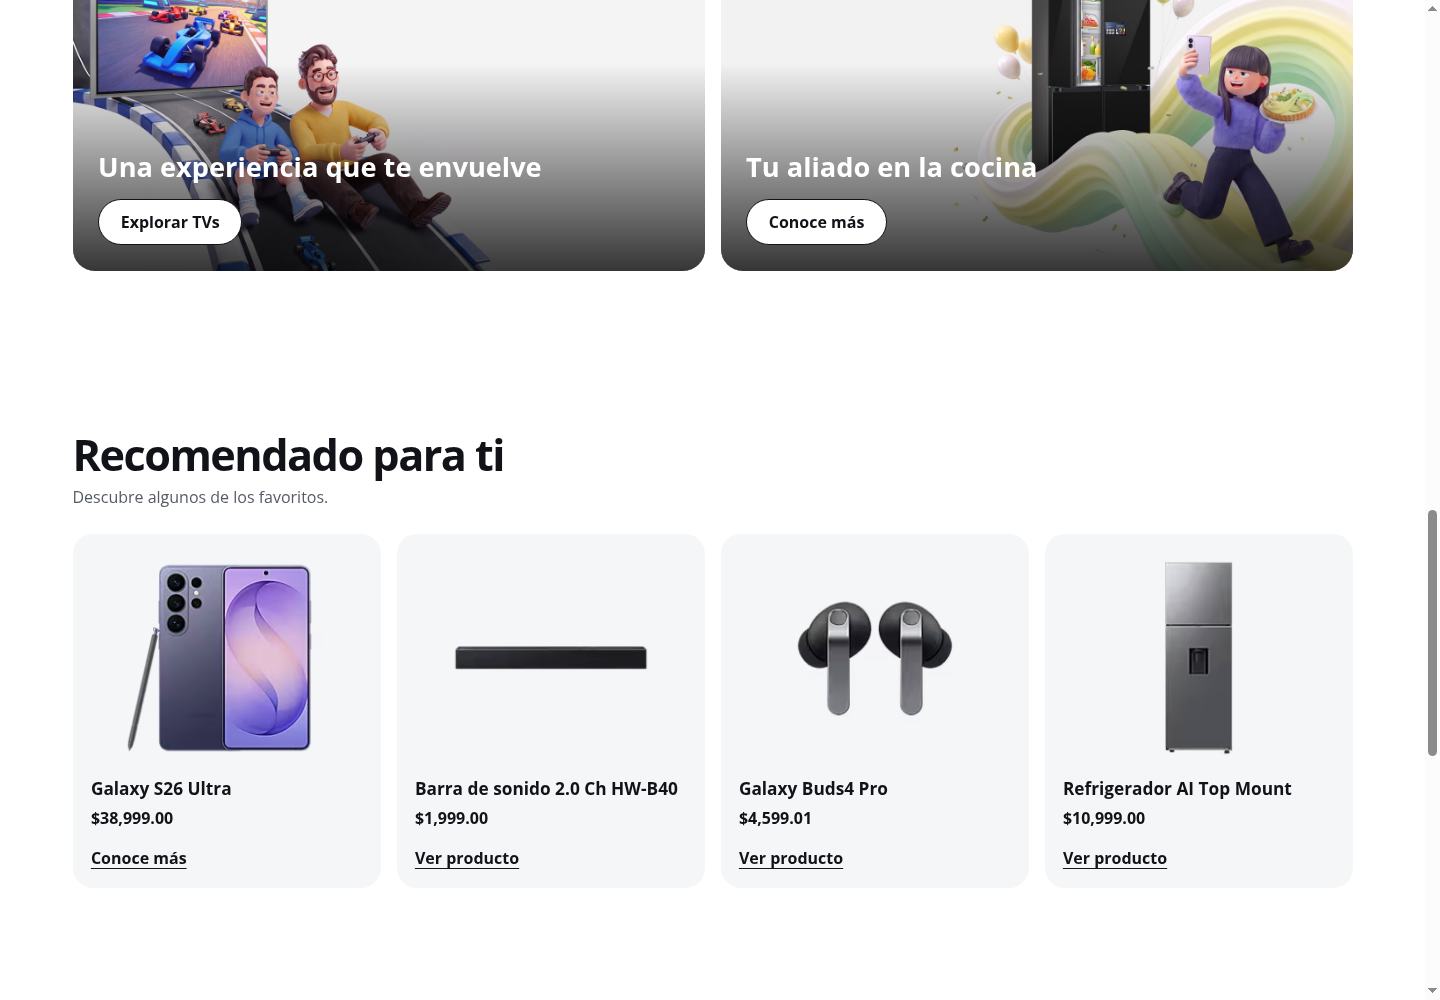 Una experiencia que te envuelve
Explorar TVs
Tu aliado en la cocina
Conoce más
Recomendado para ti
Descubre algunos de los favoritos.
Galaxy S26 Ultra
$38,999.00
Conoce más
Barra de sonido 2.0 Ch HW-B40
$1,999.00
Ver producto
Galaxy Buds4 Pro
$4,599.01
Ver producto
Refrigerador AI Top Mount
$10,999.00
Ver producto